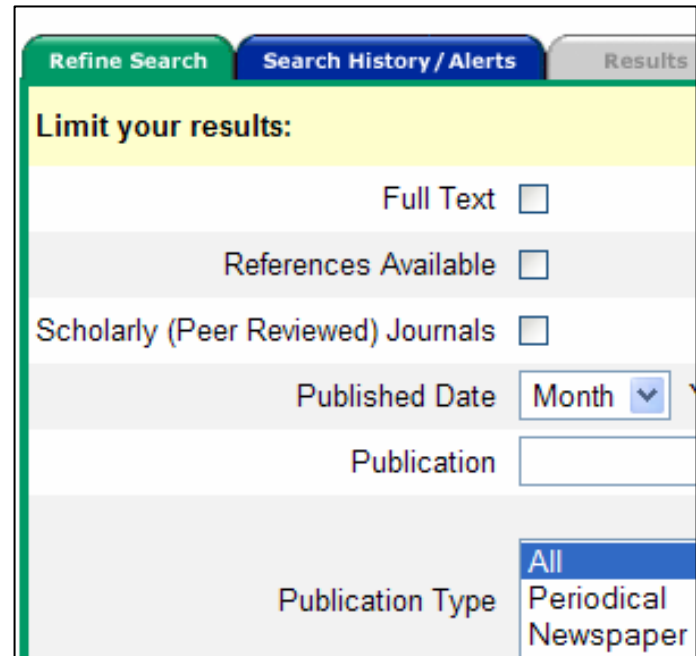 Refine Search Search History/Alerts Results
Limit your results:
Full Text
References Available
Scholarly (Peer Reviewed) Journals
Published Date Month
Publication
All
Publication Type Periodical
Newspaper